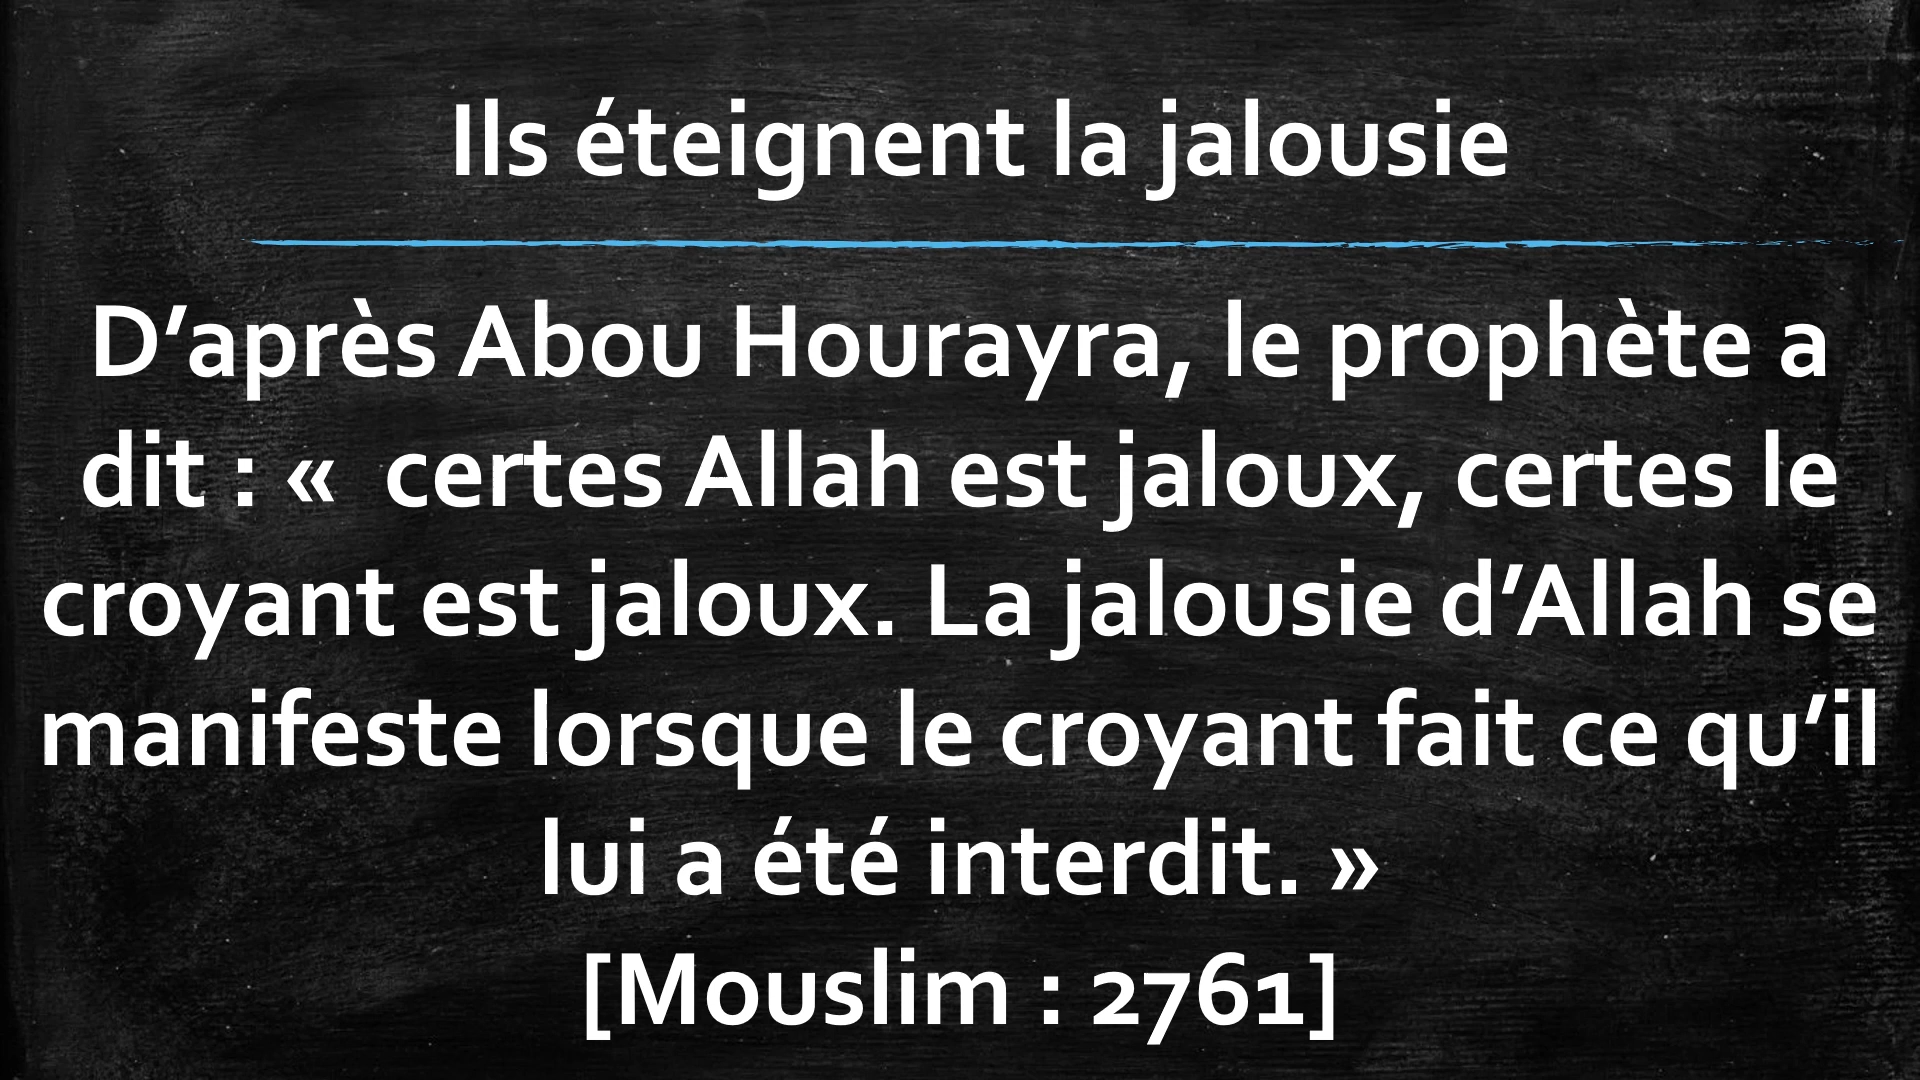 Ils éteignent la jalousie
D’après Abou Hourayra, le prophète a
dit : «  certes Allah est jaloux, certes le
croyant est jaloux. La jalousie d’Allah se
manifeste lorsque le croyant fait ce qu’il
lui a été interdit. »
[Mouslim : 2761]